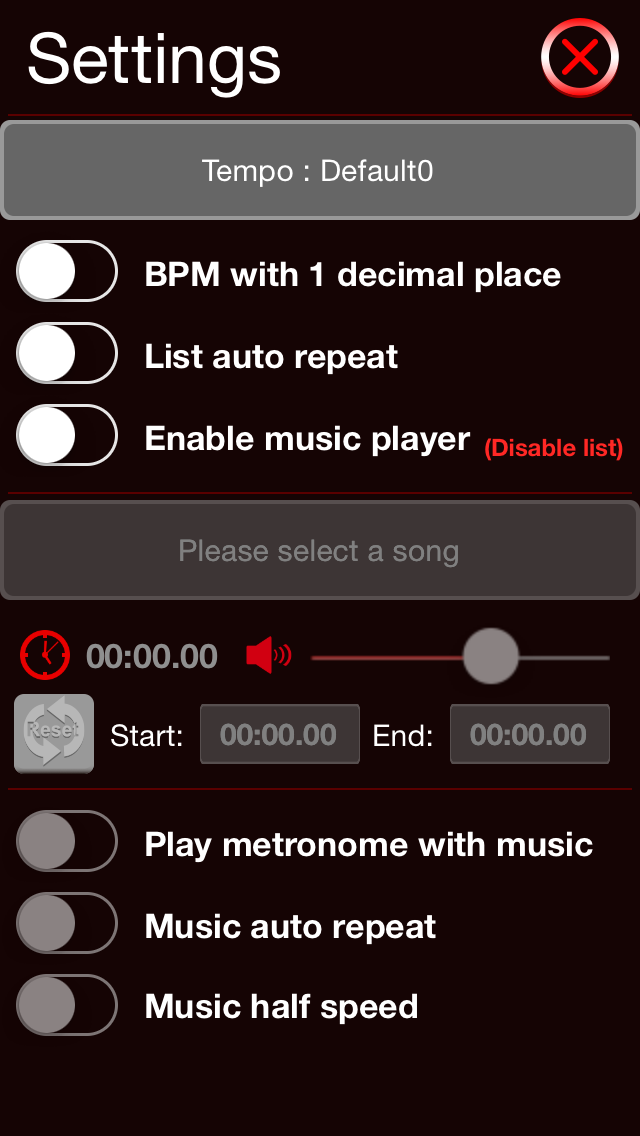 Settings
Tempo : Default0
BPM with 1 decimal place
List auto repeat
Enable music player (Disable list)
Please select a song
00:00.00
Reset Start: 00:00.00 End: 00:00.00
Play metronome with music
Music auto repeat
Music half speed